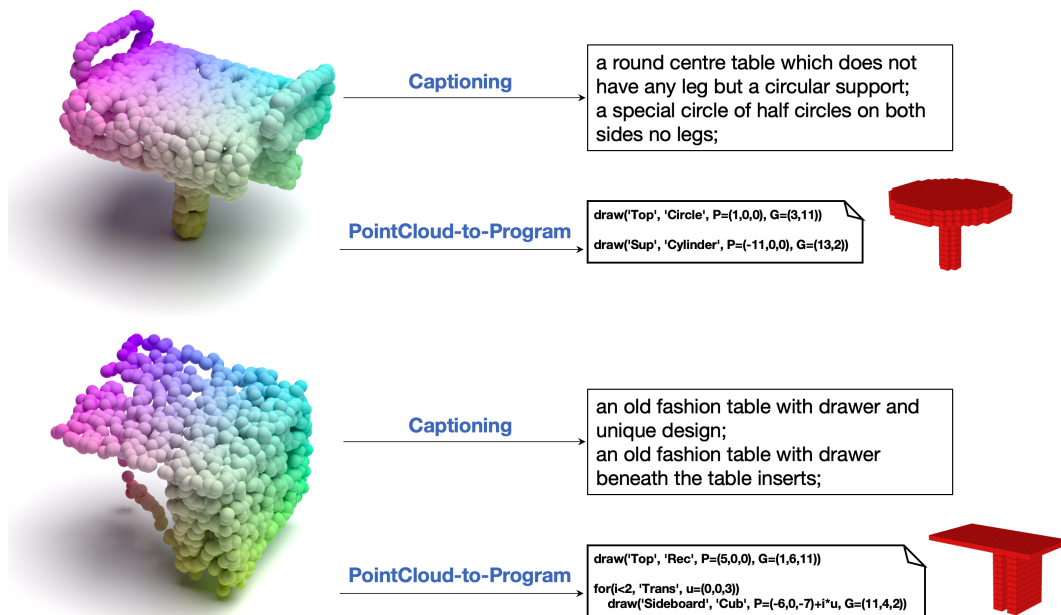 Captioning
a round centre table which does not
have any leg but a circular support;
a special circle of half circles on both
sides no legs;
PointCloud-to-Program
draw('Top', 'Circle', P=(1,0,0), G=(3,11))
draw('Sup', 'Cylinder', P=(-11,0,0), G=(13,2))
Captioning
an old fashion table with drawer and
unique design;
an old fashion table with drawer
beneath the table inserts;
PointCloud-to-Program
draw('Top', 'Rec', P=(5,0,0), G=(1,6,11))
for(i<2, 'Trans', u=(0,0,3))
draw('Sideboard', 'Cub', P=(-6,0,-7)+i*u, G=(11,4,2))